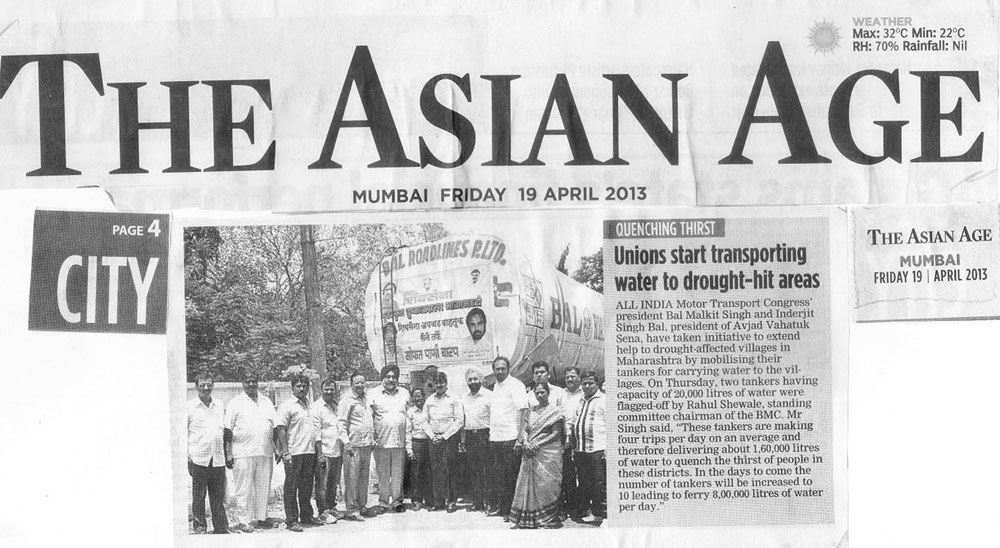 WEATHER
Max: 32°C Min: 22°C
RH: 70% Rainfall: Nil
THE ASIAN AGE
MUMBAI FRIDAY 19 APRIL 2013
PAGE 4
CITY
BAL ROADLINES P.LTD.
शिवसेना
शिवसेना अवजड वाहतूक
सेने तर्फे
मोफत पाणी वाटप
BAL
QUENCHING THIRST
Unions start transporting
water to drought-hit areas
ALL INDIA Motor Transport Congress'
president Bal Malkit Singh and Inderjit
Singh Bal, president of Avjad Vahatuk
Sena, have taken initiative to extend
help to drought-affected villages in
Maharashtra by mobilising their
tankers for carrying water to the vil-
lages. On Thursday, two tankers having
capacity of 20,000 litres of water were
flagged-off by Rahul Shewale, standing
committee chairman of the BMC. Mr
Singh said, "These tankers are making
four trips per day on an average and
therefore delivering about 1,60,000 litres
of water to quench the thirst of people in
these districts. In the days to come the
number of tankers will be increased to
10 leading to ferry 8,00,000 litres of water
per day."
THE ASIAN AGE
MUMBAI
FRIDAY 19 | APRIL 2013